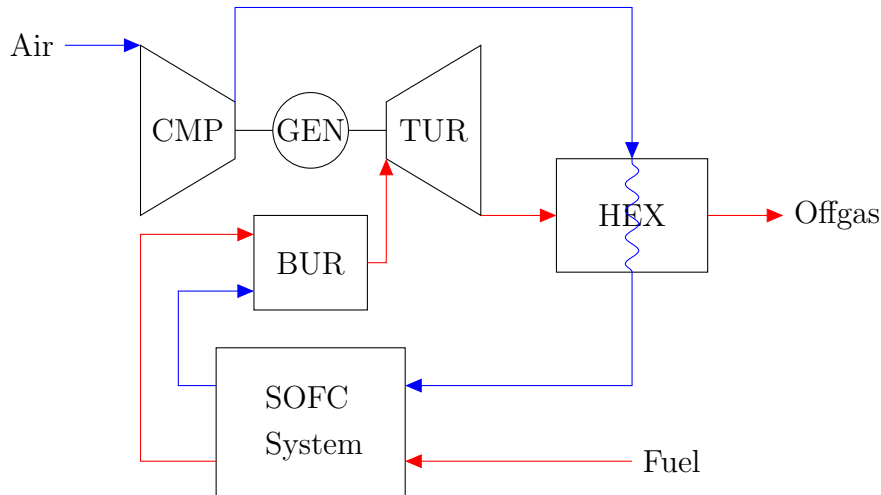 Air
CMP
GEN
TUR
HEX
Offgas
BUR
SOFC
System
Fuel